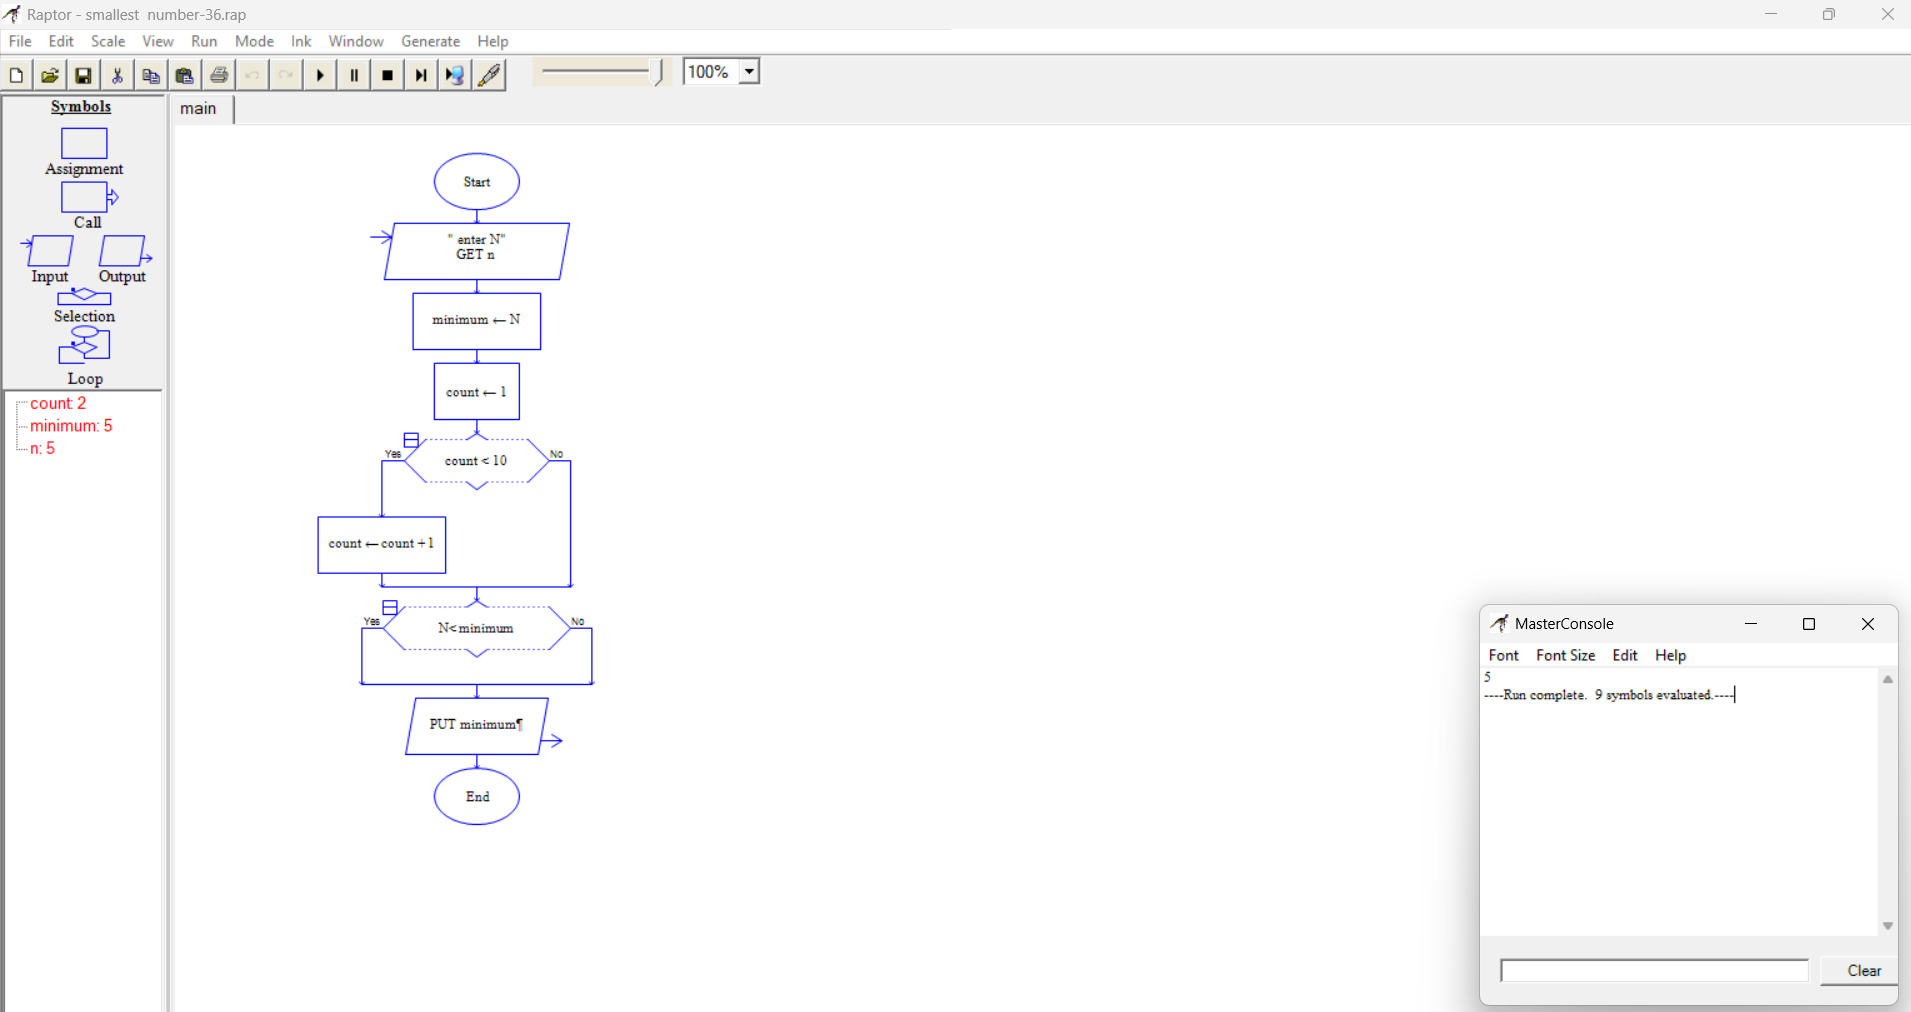 Raptor - smallest  number-36.rap
File Edit Scale View Run Mode Ink Window Generate Help
100%
Symbols
Assignment
Call
Input Output
Selection
Loop
count: 2
minimum: 5
n: 5
main
Start
" enter N"
GET n
minimum ← N
count ← 1
Yes count < 10 No
count ← count + 1
Yes N< minimum No
PUT minimum¶
End
MasterConsole
Font Font Size Edit Help
5
----Run complete.  9 symbols evaluated.----
Clear